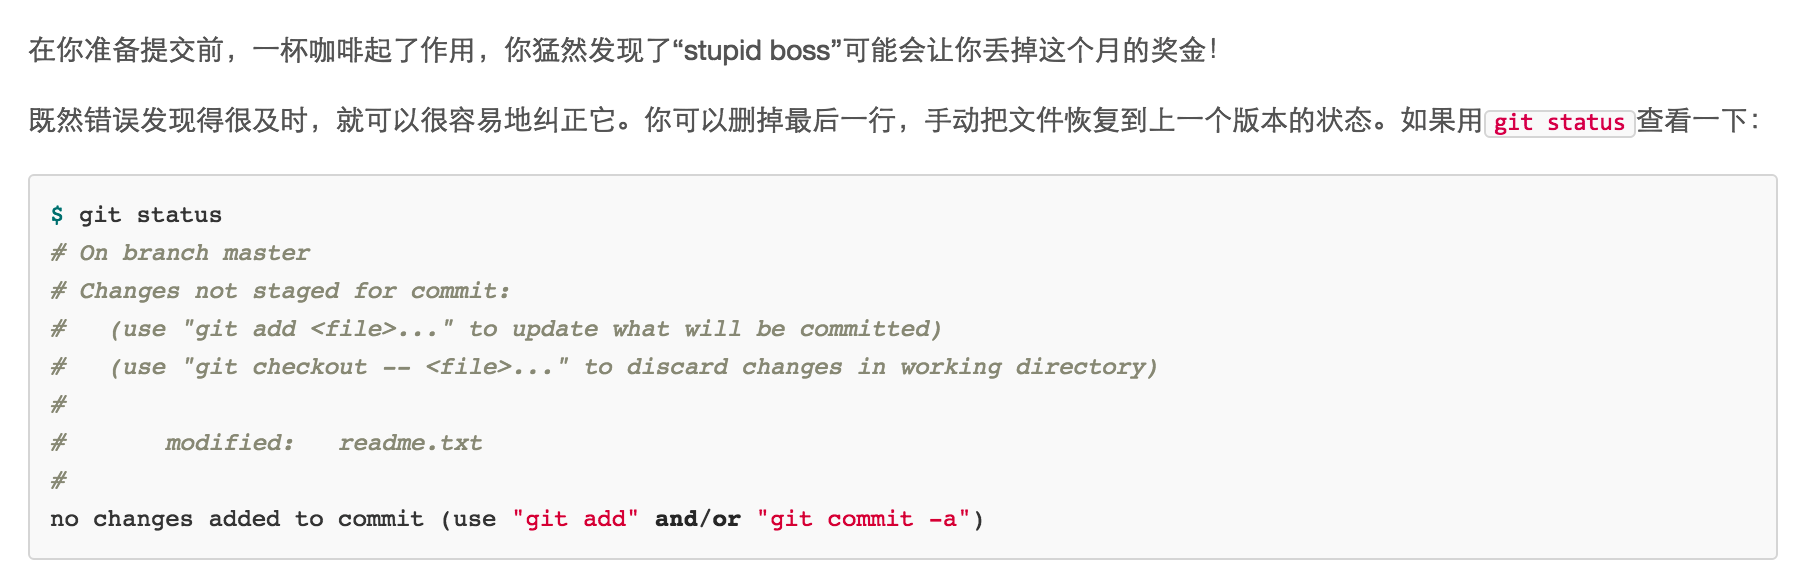 在你准备提交前，一杯咖啡起了作用，你猛然发现了“stupid boss”可能会让你丢掉这个月的奖金！
既然错误发现得很及时，就可以很容易地纠正它。你可以删掉最后一行，手动把文件恢复到上一个版本的状态。如果用git status查看一下：
$ git status
# On branch master
# Changes not staged for commit:
#   (use "git add <file>..." to update what will be committed)
#   (use "git checkout -- <file>..." to discard changes in working directory)
#
#       modified:   readme.txt
#
no changes added to commit (use "git add" and/or "git commit -a")